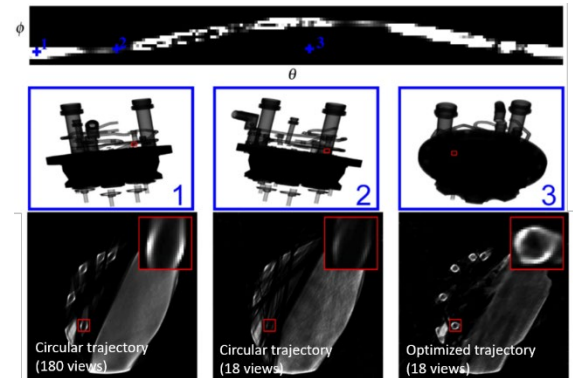 ϕ
1
2
3
θ
1
2
3
Circular trajectory
(180 views)
Circular trajectory
(18 views)
Optimized trajectory
(18 views)